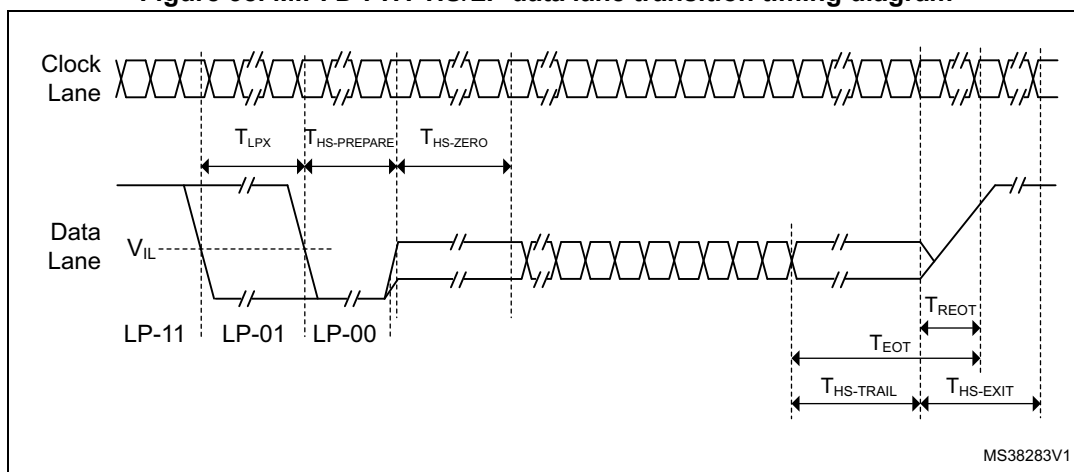 Clock
Lane
TLPX
THS-PREPARE
THS-ZERO
Data
Lane
VIL
LP-11
LP-01
LP-00
TREOT
TEOT
THS-TRAIL
THS-EXIT
MS38283V1